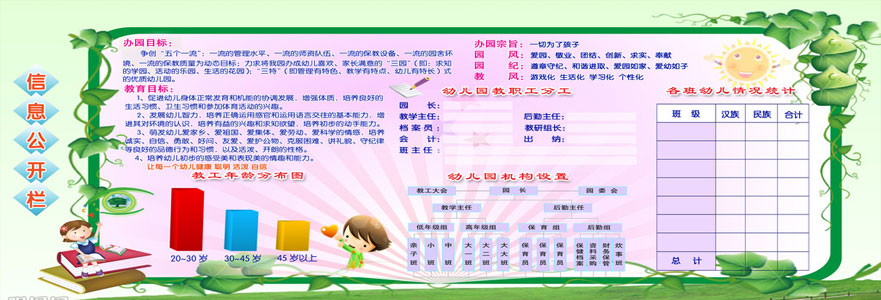 信息公开栏
办园目标：
争创“五个一流”：一流的管理水平、一流的师资队伍、一流的保教设备、一流的园舍环
境、一流的保教质量为动态目标；力求将我园办成幼儿喜欢、家长满意的“三园”（即：求知
的学园、活动的乐园、生活的花园）；“三特”（即管理有特色、教学有特点、幼儿有特长）式
的优质幼儿园。
教育目标：
1、促进幼儿身体正常发育和机能的协调发展，增强体质，培养良好的
生活习惯、卫生习惯和参加体育活动的兴趣。
2、发展幼儿智力，培养正确运用感官和运用语言交往的基本能力，增
进其对环境的认识，培养有益的兴趣和求知欲望，培养初步的动手能力。
3、萌发幼儿爱家乡、爱祖国、爱集体、爱劳动、爱科学的情感，培养
诚实、自信、勇敢、好问、友爱、爱护公物、克服困难、讲礼貌、守纪律
等良好的品德行为和习惯，以及活泼、开朗的性格。
4、培养幼儿初步的感受美和表现美的情趣和能力。
让每一个幼儿健康 聪明 活泼 自信
教工年龄分布图
20~30岁 30~45岁 45岁以上
办园宗旨：一切为了孩子
园 风：爱园、敬业、团结、创新、求实、奉献
园 纪：遵章守纪、和谐进取、爱园如家、爱幼如子
教 风：游戏化 生活化 学习化 个性化
幼儿园教职工分工
园 长：
教学主任： 后勤主任：
档 案 员： 教研组长：
会 计： 出 纳：
班 主 任：
幼儿园机构设置
教工大会 园 长 园 委 会
教学主任 后勤主任
低年级组 高年级组 保 育 组 后勤组
亲子班 小班 中班 大一班 大二班 大大班 保育员 保育员 保育员 保健档案 资料采购 财务保管 炊事班
各班幼儿情况统计
班 级 汉族 民族 合计
总 计